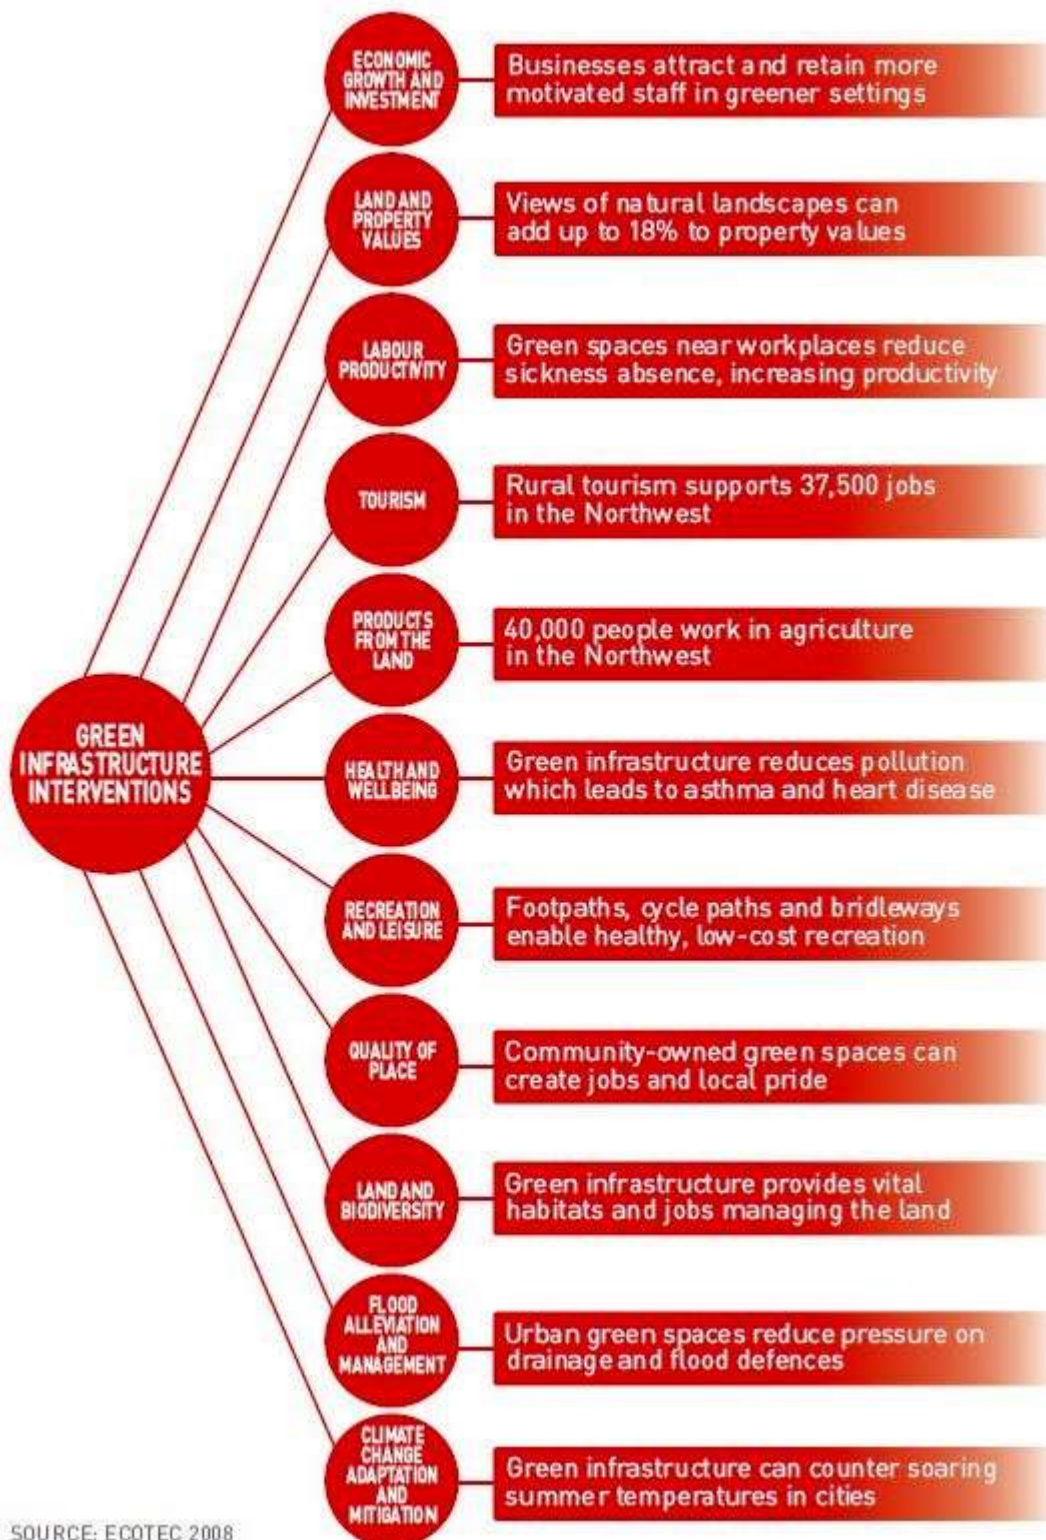 ECONOMIC
GROWTH AND
INVESTMENT
Businesses attract and retain more
motivated staff in greener settings
LAND AND
PROPERTY
VALUES
Views of natural landscapes can
add up to 18% to property values
LABOUR
PRODUCTIVITY
Green spaces near workplaces reduce
sickness absence, increasing productivity
TOURISM
Rural tourism supports 37,500 jobs
in the Northwest
PRODUCTS
FROM THE
LAND
40,000 people work in agriculture
in the Northwest
GREEN
INFRASTRUCTURE
INTERVENTIONS
HEALTH AND
WELLBEING
Green infrastructure reduces pollution
which leads to asthma and heart disease
RECREATION
AND LEISURE
Footpaths, cycle paths and bridleways
enable healthy, low-cost recreation
QUALITY OF
PLACE
Community-owned green spaces can
create jobs and local pride
LAND AND
BIODIVERSITY
Green infrastructure provides vital
habitats and jobs managing the land
FLOOD
ALLEVIATION
AND
MANAGEMENT
Urban green spaces reduce pressure on
drainage and flood defences
CLIMATE
CHANGE
ADAPTATION
AND
MITIGATION
Green infrastructure can counter soaring
summer temperatures in cities
SOURCE: ECOTEC 2008